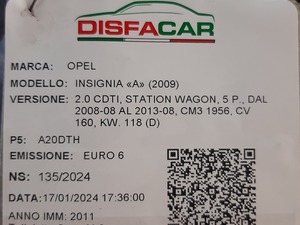 DISFACAR
MARCA: OPEL
MODELLO: INSIGNIA «A» (2009)
VERSIONE: 2.0 CDTI, STATION WAGON, 5 P., DAL
2008-08 AL 2013-08, CM3 1956, CV
160, KW. 118 (D)
P5: A20DTH
EMISSIONE: EURO 6
NS: 135/2024
DATA:17/01/2024 17:36:00
ANNO IMM: 2011